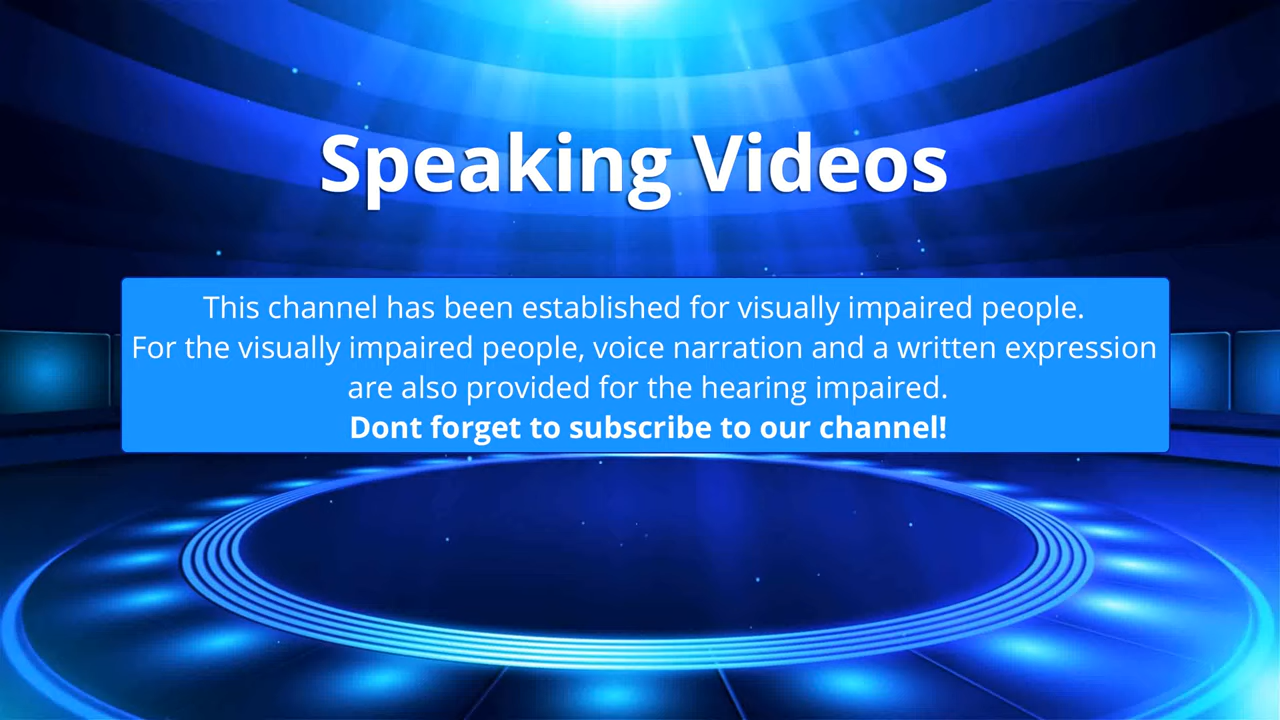 Speaking Videos
This channel has been established for visually impaired people.
For the visually impaired people, voice narration and a written expression
are also provided for the hearing impaired.
Dont forget to subscribe to our channel!